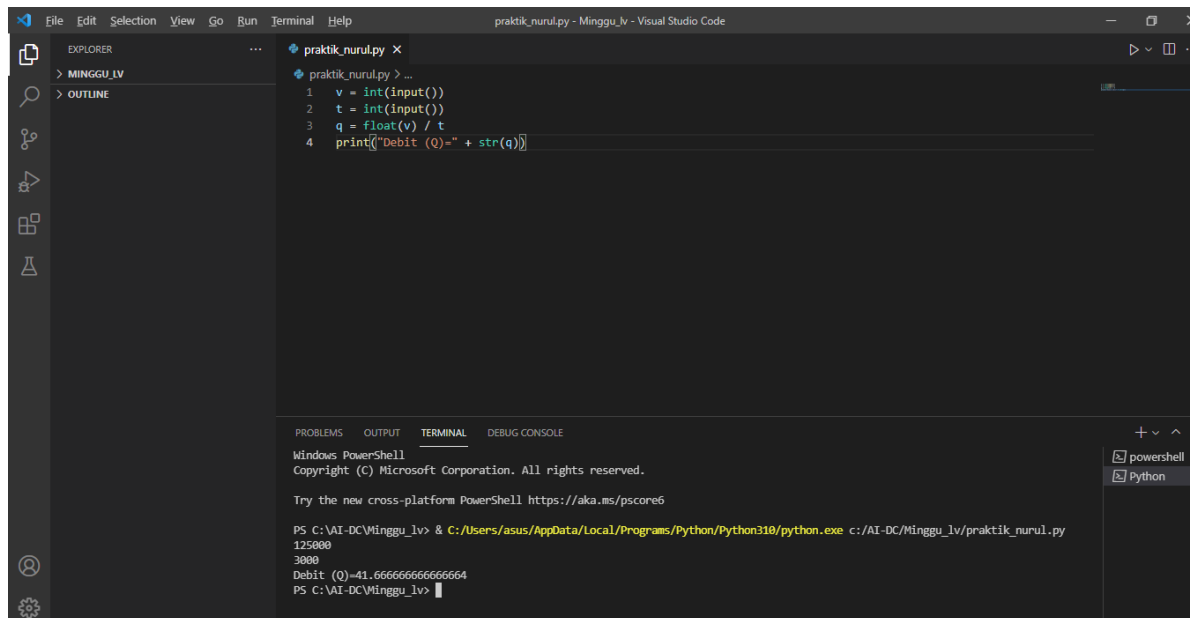 File Edit Selection View Go Run Terminal Help praktik_nurul.py - Minggu_lv - Visual Studio Code
EXPLORER ...
MINGGU_LV
OUTLINE
praktik_nurul.py
praktik_nurul.py > ...
1 v = int(input())
2 t = int(input())
3 q = float(v) / t
4 print("Debit (Q)=" + str(q))
PROBLEMS OUTPUT TERMINAL DEBUG CONSOLE
powershell
Python
Windows PowerShell
Copyright (C) Microsoft Corporation. All rights reserved.
Try the new cross-platform PowerShell https://aka.ms/pscore6
PS C:\AI-DC\Minggu_lv> & C:/Users/asus/AppData/Local/Programs/Python/Python310/python.exe c:/AI-DC/Minggu_lv/praktik_nurul.py
125000
3000
Debit (Q)=41.666666666666664
PS C:\AI-DC\Minggu_lv>